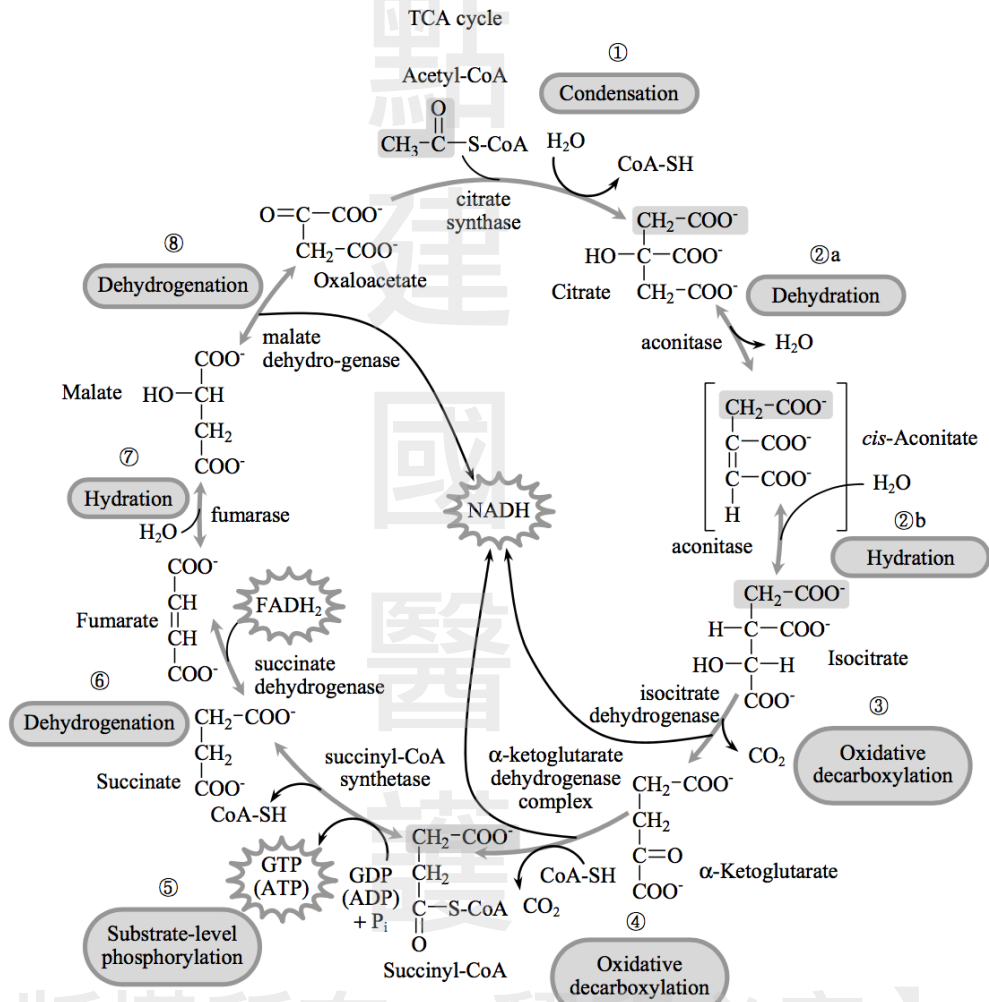 TCA cycle
Acetyl-CoA
①
Condensation
O
CH₃–C–S-CoA
H₂O
CoA-SH
citrate
synthase
O=C–COO⁻
CH₂–COO⁻
Oxaloacetate
⑧
Dehydrogenation
CH₂–COO⁻
HO–C–COO⁻
CH₂–COO⁻
Citrate
②a
Dehydration
aconitase
H₂O
malate
dehydro-genase
Malate
COO⁻
HO–CH
CH₂
COO⁻
CH₂–COO⁻
C–COO⁻
C–COO⁻
H
cis-Aconitate
H₂O
aconitase
②b
Hydration
⑦
Hydration
H₂O
fumarase
NADH
COO⁻
CH
CH
COO⁻
Fumarate
FADH₂
succinate
dehydrogenase
CH₂–COO⁻
H–C–COO⁻
HO–C–H
COO⁻
Isocitrate
isocitrate
dehydrogenase
③
CO₂
Oxidative
decarboxylation
⑥
Dehydrogenation
CH₂–COO⁻
CH₂
COO⁻
Succinate
succinyl-CoA
synthetase
CoA-SH
α-ketoglutarate
dehydrogenase
complex
CH₂–COO⁻
CH₂
C=O
COO⁻
α-Ketoglutarate
CoA-SH
CO₂
④
Oxidative
decarboxylation
GTP
(ATP)
GDP
(ADP)
+ Pᵢ
CH₂–COO⁻
CH₂
C–S-CoA
O
Succinyl-CoA
⑤
Substrate-level
phosphorylation
點
建
國
醫
護